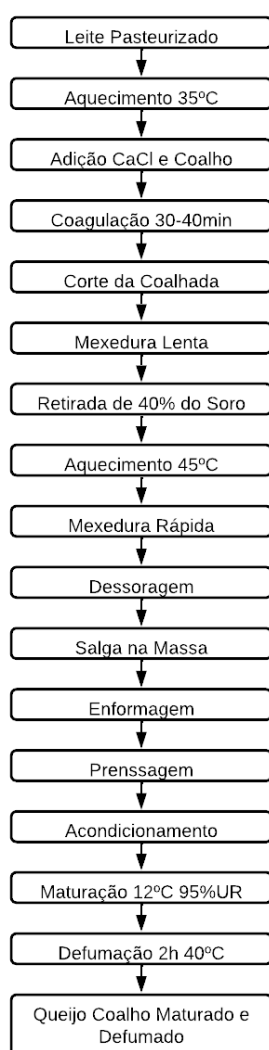 Leite Pasteurizado
Aquecimento 35ºC
Adição CaCl e Coalho
Coagulação 30-40min
Corte da Coalhada
Mexedura Lenta
Retirada de 40% do Soro
Aquecimento 45ºC
Mexedura Rápida
Dessoragem
Salga na Massa
Enformagem
Prenssagem
Acondicionamento
Maturação 12ºC 95%UR
Defumação 2h 40ºC
Queijo Coalho Maturado e
Defumado